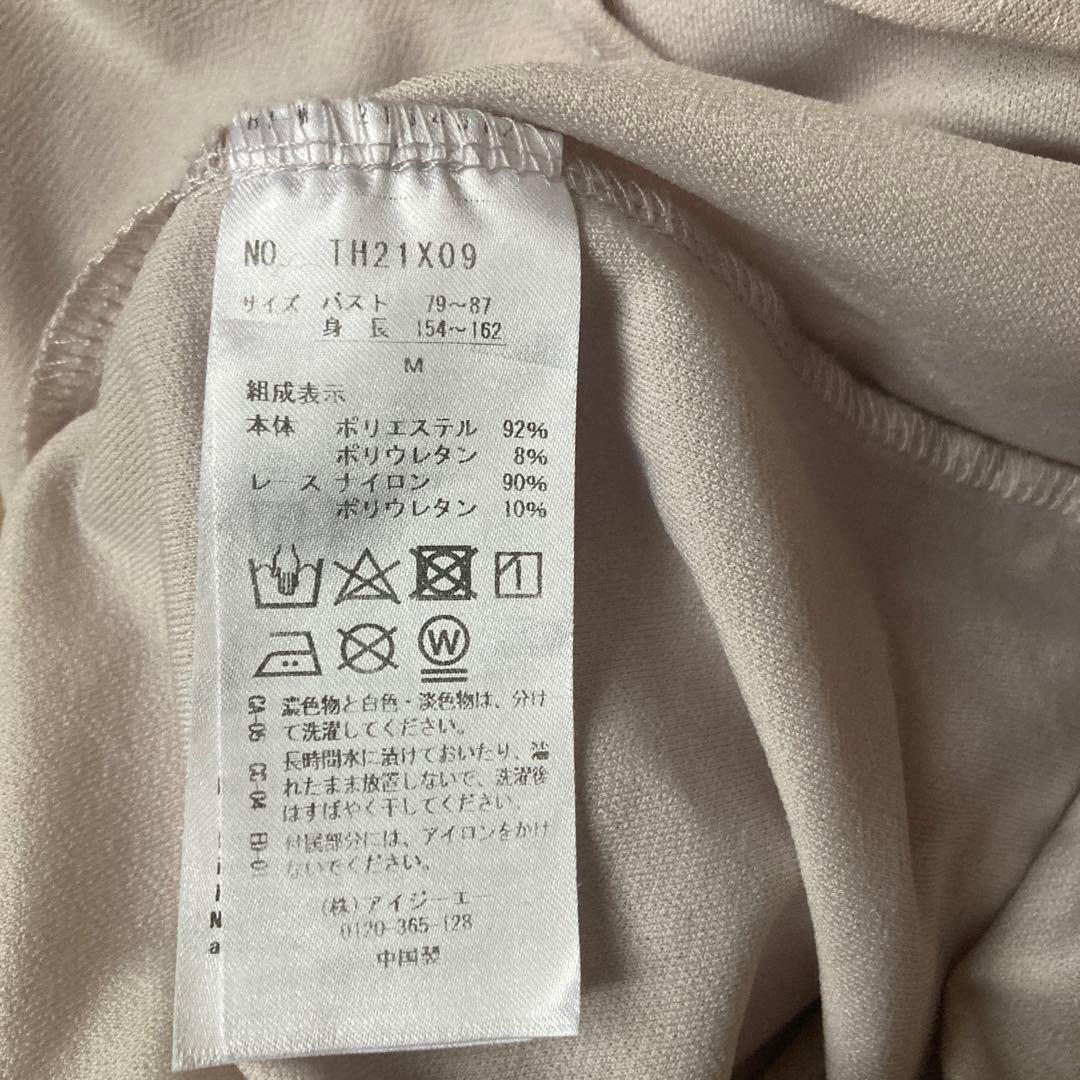 NO. TH21X09
サイズ バスト 79～87
身長 154～162
M
組成表示
本体 ポリエステル 92%
ポリウレタン 8%
レース ナイロン 90%
ポリウレタン 10%
1
W
濃色物と白色・淡色物は、分け
て洗濯してください。
長時間水に漬けておいたり、濡
れたまま放置しないで、洗濯後
はすばやく干してください。
付属部分には、アイロンをかけ
ないでください。
(株)アイジーエー
0120-365-128
中国製